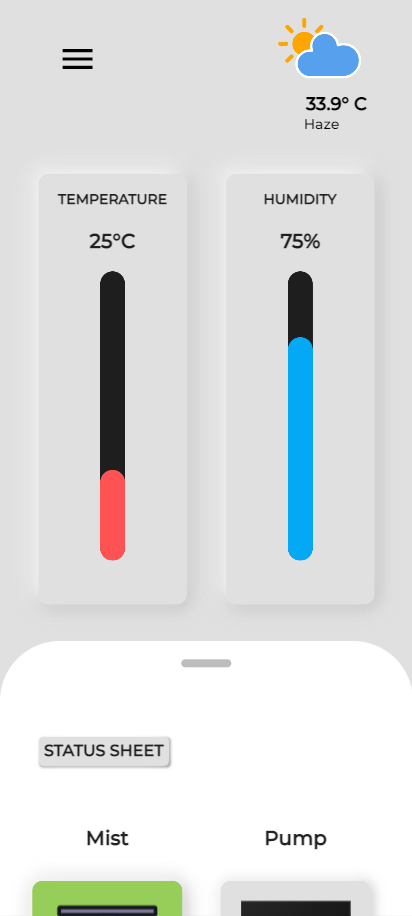 33.9° C
Haze
TEMPERATURE
25°C
HUMIDITY
75%
STATUS SHEET
Mist
Pump